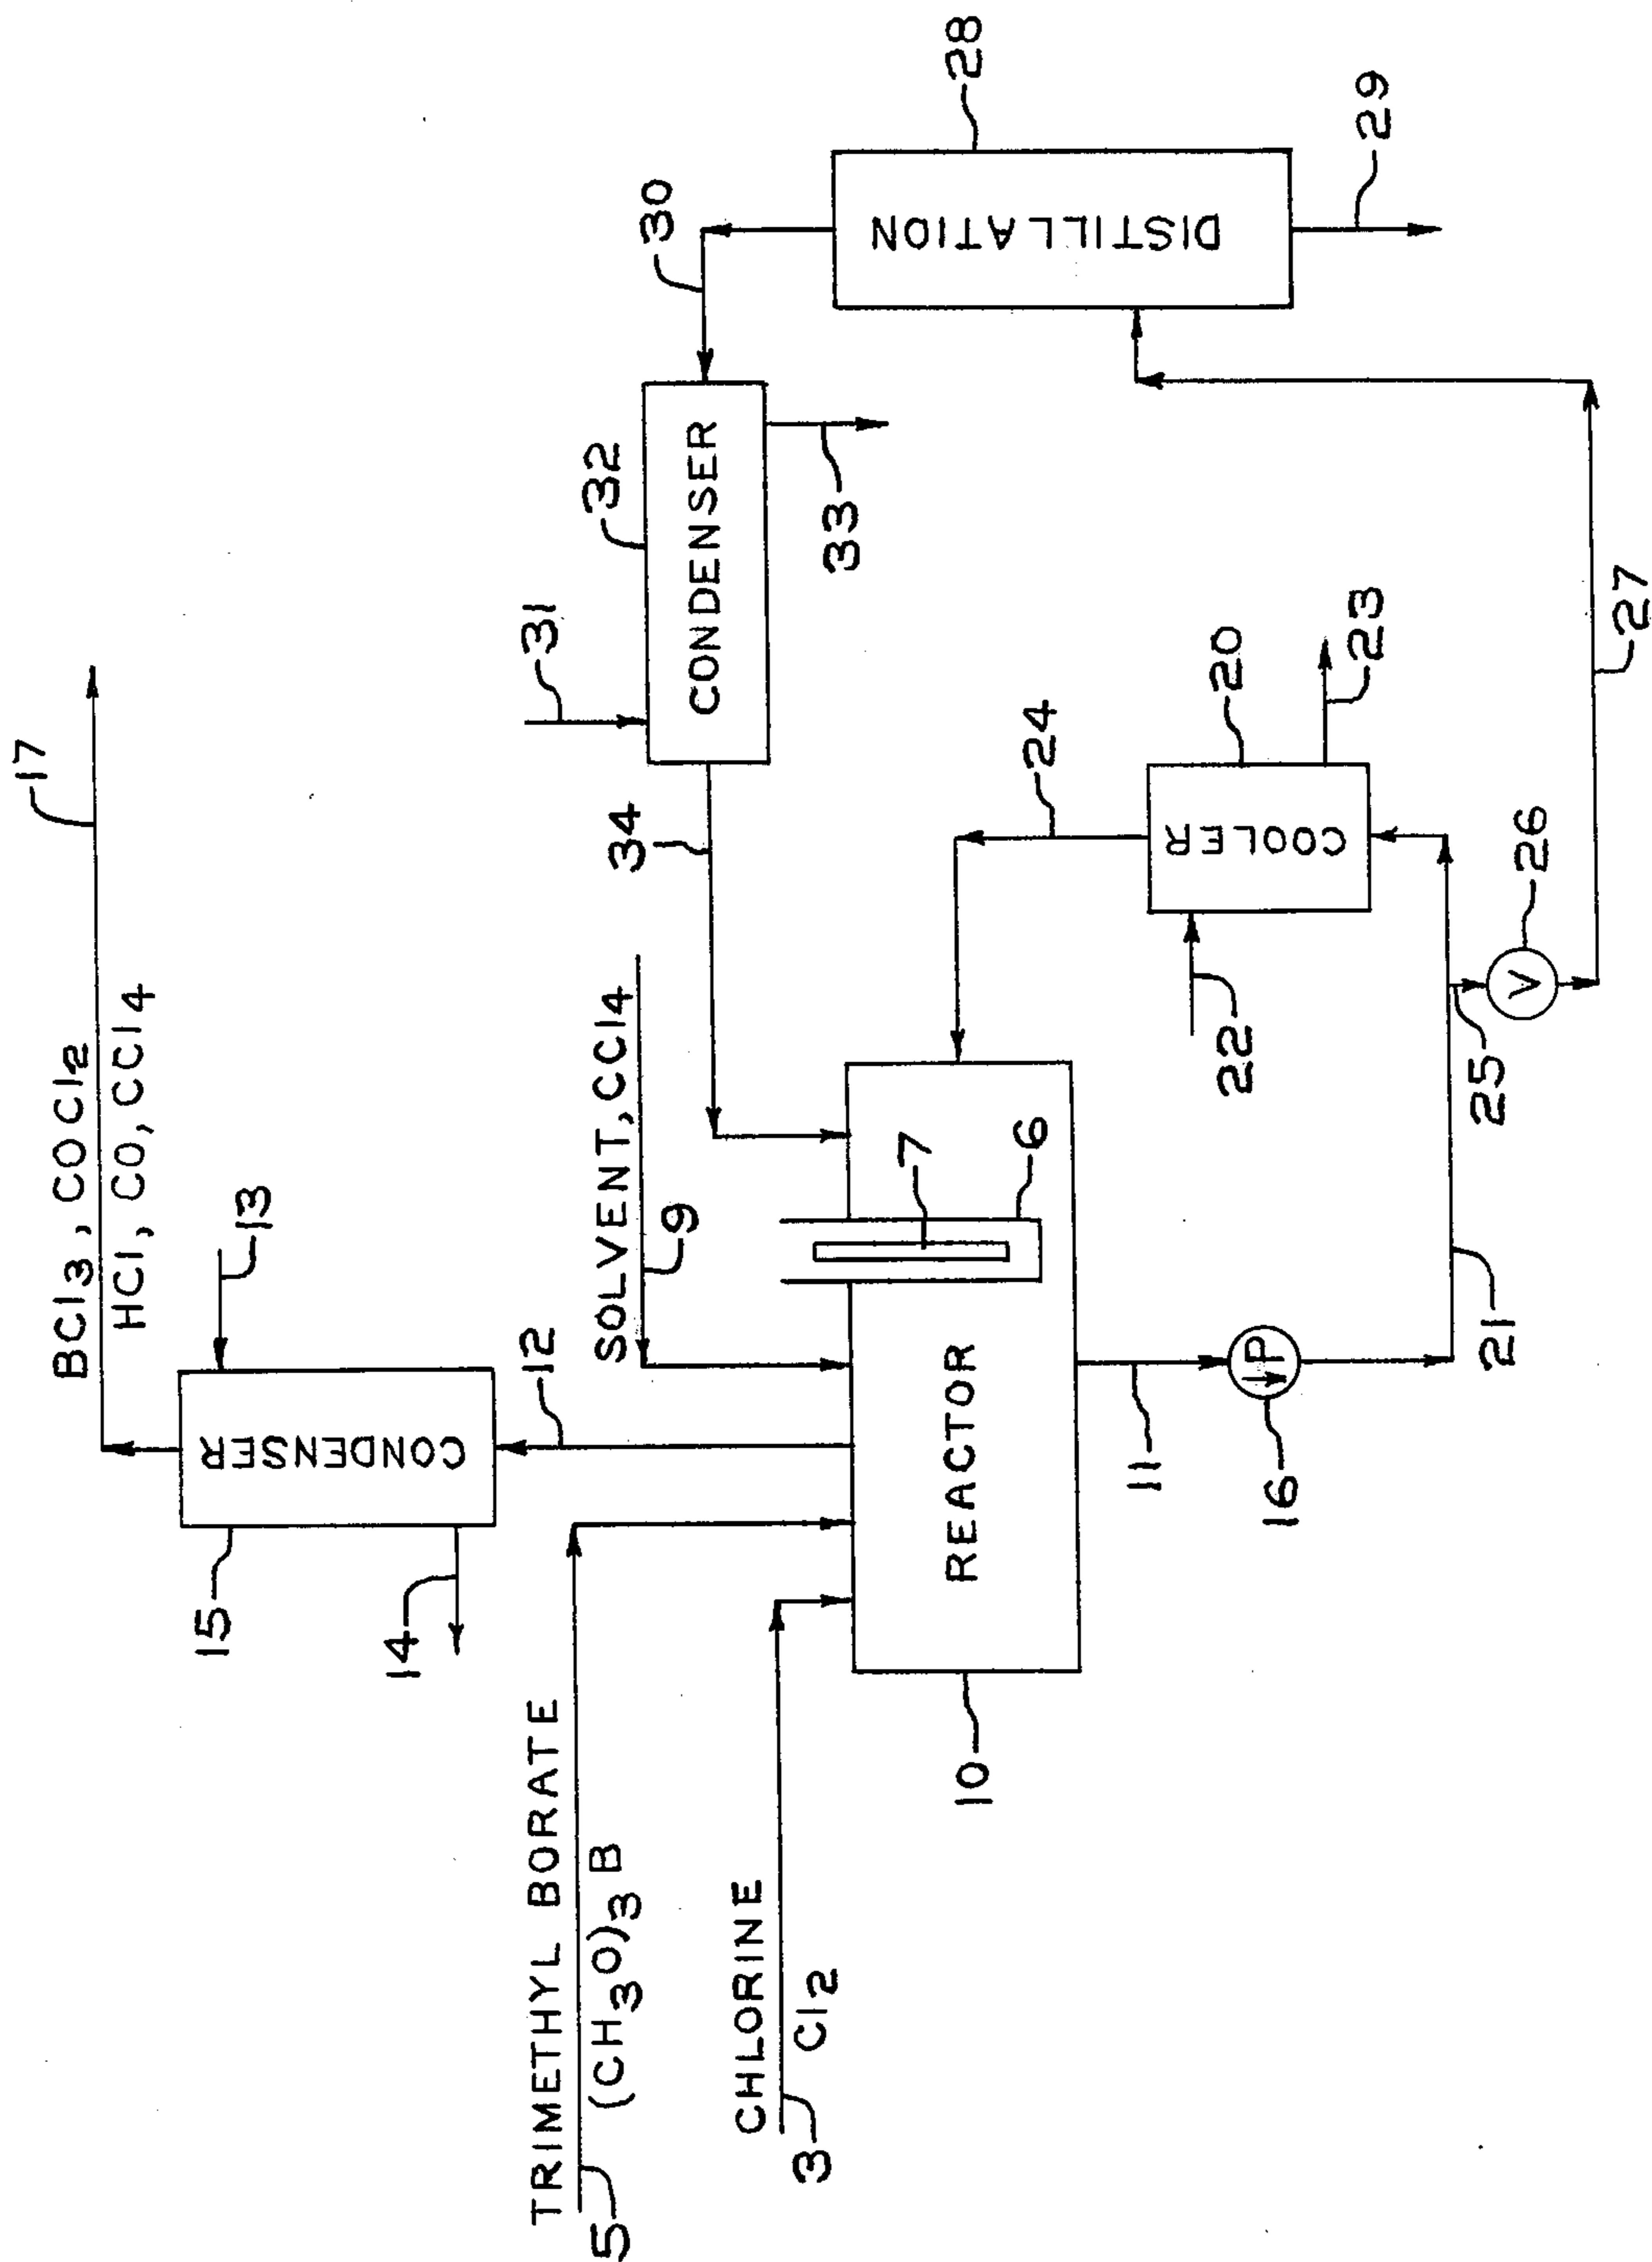 17
BCl3, COCl2
HCl, CO, CCl4
13
CONDENSER
15
14
12
TRIMETHYL BORATE
(CH3O)3B
5
CHLORINE
Cl2
3
SOLVENT, CCl4
9
31
32
CONDENSER
33
34
30
28
DISTILLATION
29
REACTOR
10
7
6
24
20
COOLER
23
22
11
P
16
21
25
V
26
27